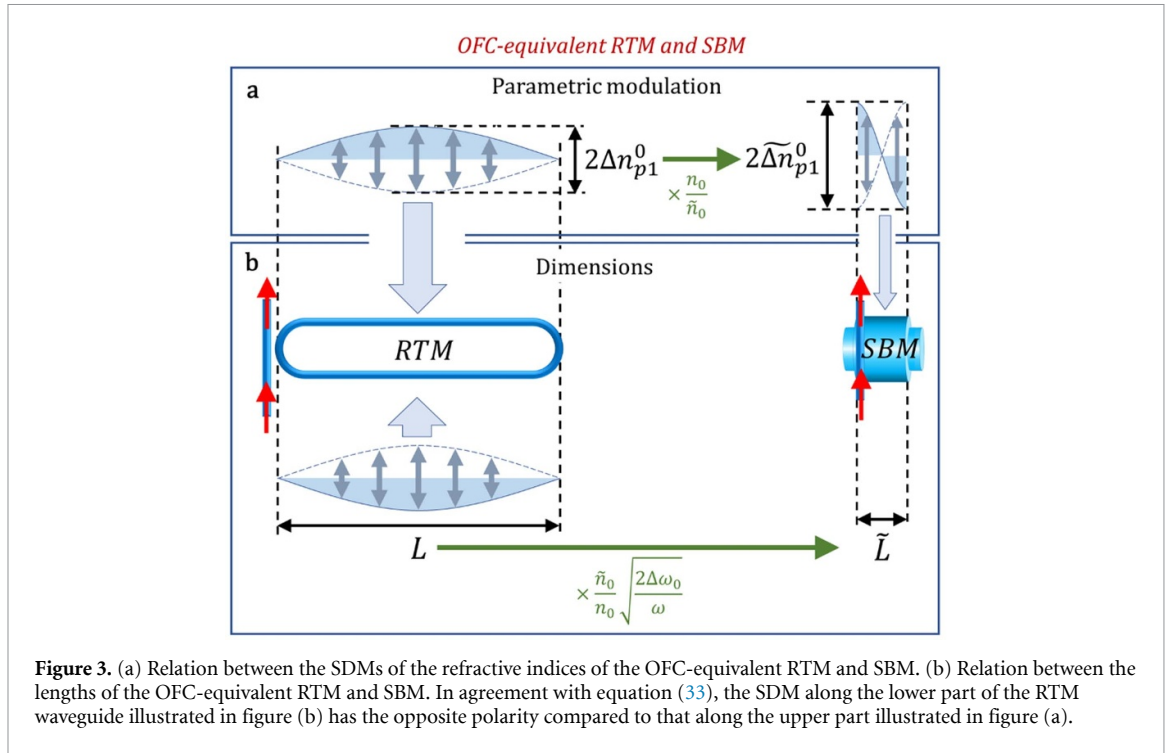 OFC-equivalent RTM and SBM
a
Parametric modulation
2Δn⁰ₚ₁
× n₀/ñ₀
2Δ̃n⁰ₚ₁
b
Dimensions
RTM
SBM
L
L̃
× ñ₀/n₀ √(2Δω₀/ω)
Figure 3. (a) Relation between the SDMs of the refractive indices of the OFC-equivalent RTM and SBM. (b) Relation between the
lengths of the OFC-equivalent RTM and SBM. In agreement with equation (33), the SDM along the lower part of the RTM
waveguide illustrated in figure (b) has the opposite polarity compared to that along the upper part illustrated in figure (a).